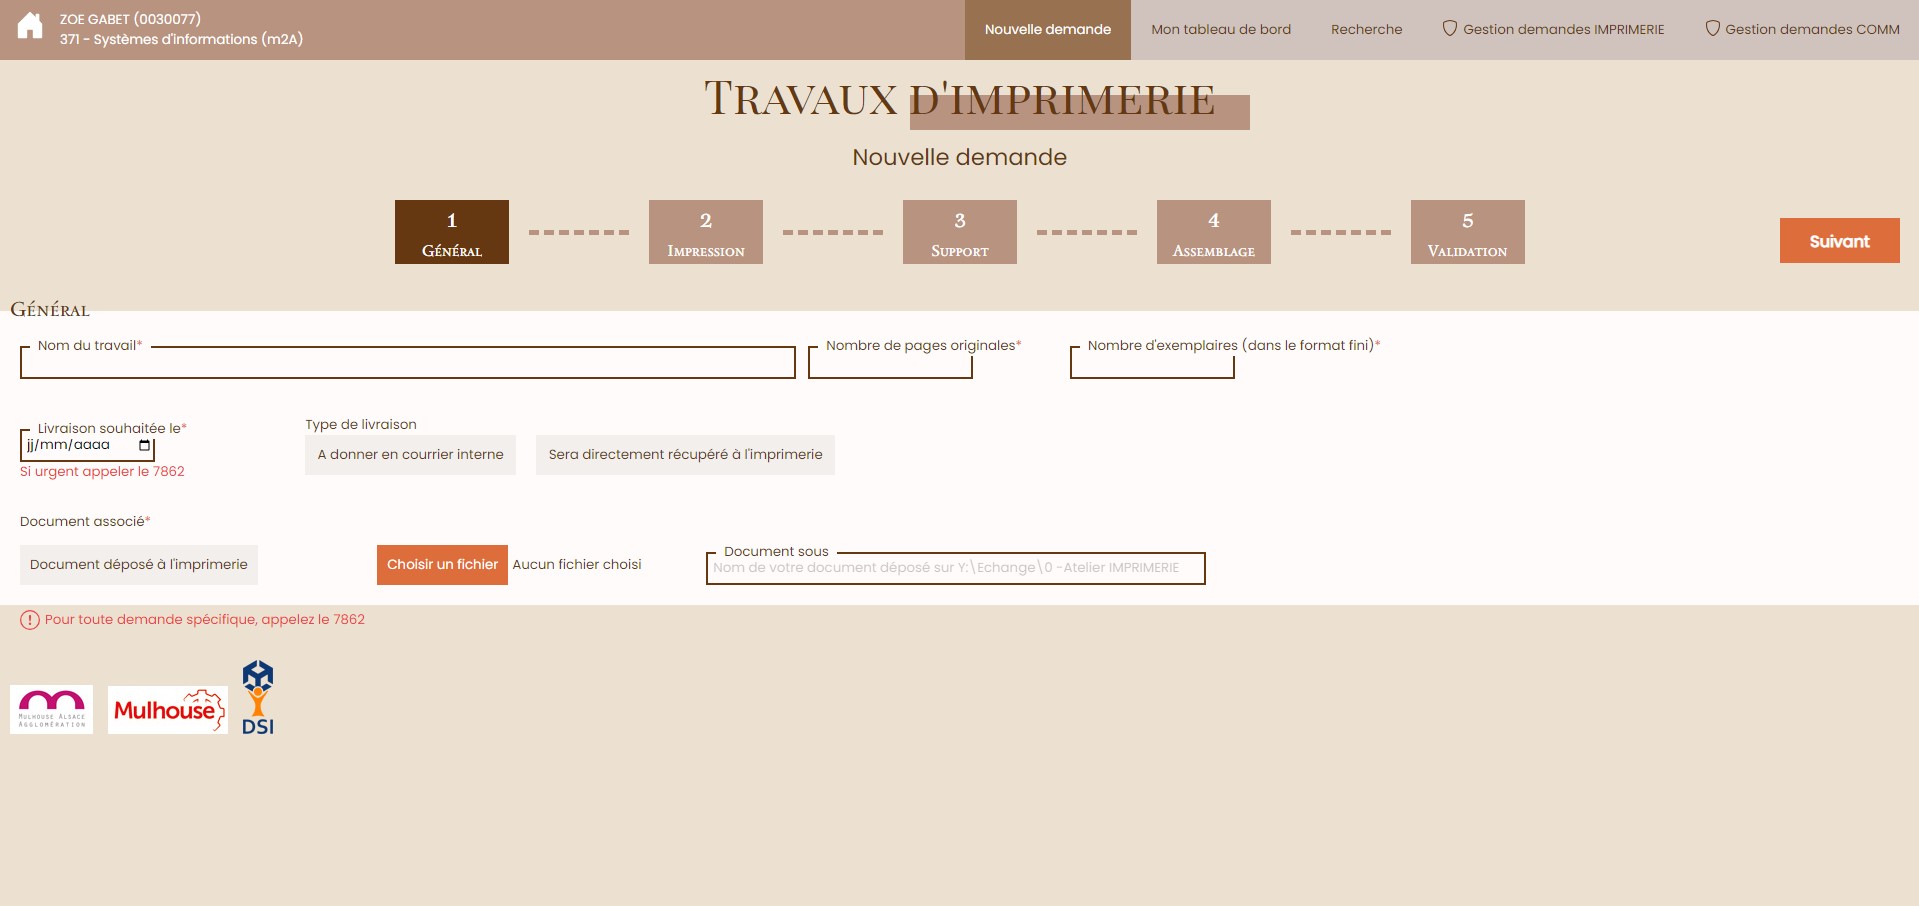 ZOE GABET (0030077)
371 - Systèmes d'informations (m2A)
Nouvelle demande
Mon tableau de bord
Recherche
Gestion demandes IMPRIMERIE
Gestion demandes COMM
Travaux d'imprimerie
Nouvelle demande
1
Général
2
Impression
3
Support
4
Assemblage
5
Validation
Suivant
Général
Nom du travail*
Nombre de pages originales*
Nombre d'exemplaires (dans le format fini)*
Livraison souhaitée le*
jj/mm/aaaa
Si urgent appeler le 7862
Type de livraison
A donner en courrier interne
Sera directement récupéré à l'imprimerie
Document associé*
Document déposé à l'imprimerie
Choisir un fichier
Aucun fichier choisi
Document sous
Nom de votre document déposé sur Y:\Echange\0 -Atelier IMPRIMERIE
Pour toute demande spécifique, appelez le 7862
MULHOUSE ALSACE
AGGLOMÉRATION
Mulhouse
DSI